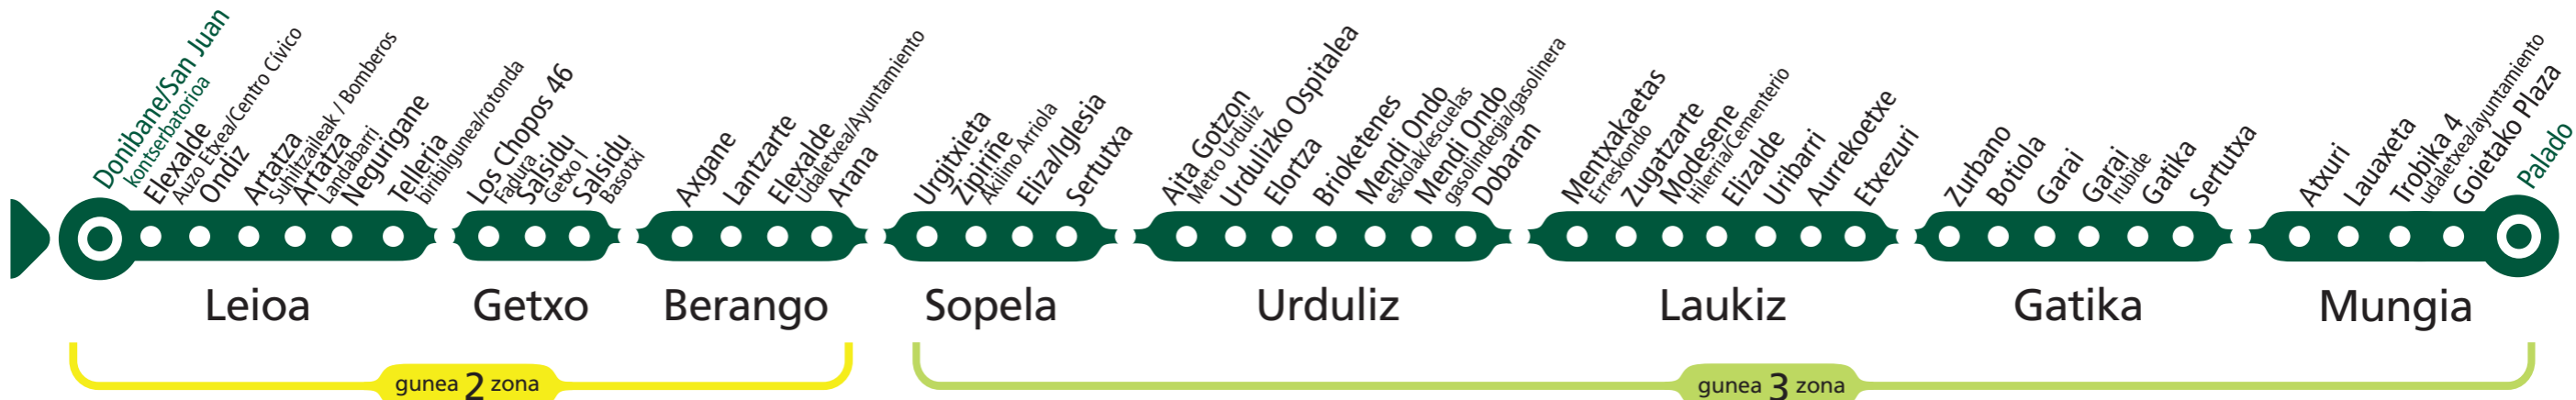 Donibane/San Juan
kontserbatorioa
Elexalde
Auzo Etxea/Centro Cívico
Ondiz
Artatza
Suhiltzaileak / Bomberos
Artatza
Landabarri
Negurigane
Telleria
biribilgunea/rotonda
Los Chopos 46
Fadura
Salsidu
Getxo I
Salsidu
Basotxi
Axgane
Lantzarte
Elexalde
Udaletxea/Ayuntamiento
Arana
Urgitxieta
Zipiriñe
Akilino Arriola
Eliza/Iglesia
Sertutxa
Aita Gotzon
Metro Urduliz
Urdulizko Ospitalea
Elortza
Brioketenes
Mendi Ondo
eskolak/escuelas
Mendi Ondo
gasolindegia/gasolinera
Dobaran
Mentxakaetas
Erreskondo
Zugatzarte
Modesene
Hilerria/Cementerio
Elizalde
Uribarri
Aurrekoetxe
Etxezuri
Zurbano
Botiola
Garai
Garai
Irubide
Gatika
Sertutxa
Atxuri
Lauaxeta
Trobika 4
udaletxea/ayuntamiento
Goietako Plaza
Palado
Leioa
Getxo
Berango
Sopela
Urduliz
Laukiz
Gatika
Mungia
gunea 2 zona
gunea 3 zona